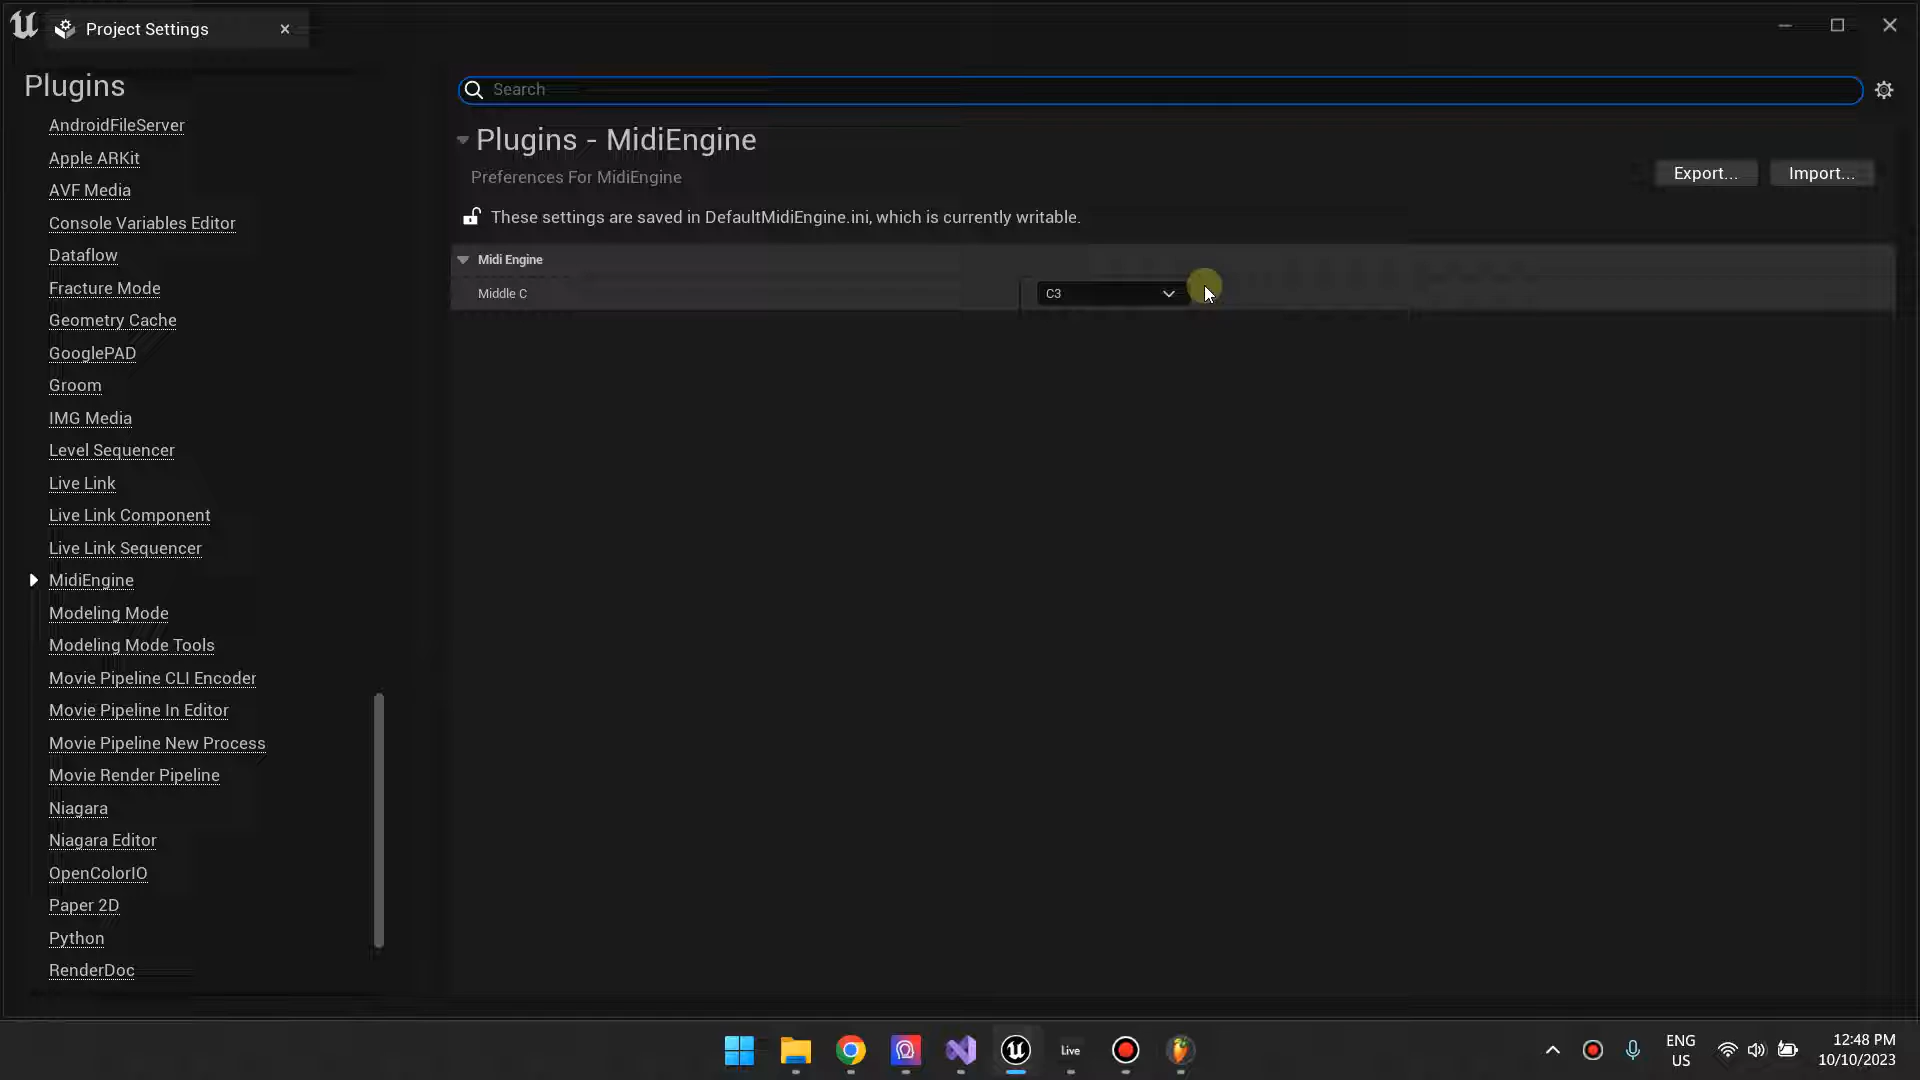 Project Settings
Plugins
AndroidFileServer
Apple ARKit
AVF Media
Console Variables Editor
Dataflow
Fracture Mode
Geometry Cache
GooglePAD
Groom
IMG Media
Level Sequencer
Live Link
Live Link Component
Live Link Sequencer
MidiEngine
Modeling Mode
Modeling Mode Tools
Movie Pipeline CLI Encoder
Movie Pipeline In Editor
Movie Pipeline New Process
Movie Render Pipeline
Niagara
Niagara Editor
OpenColorIO
Paper 2D
Python
RenderDoc
Search
Plugins - MidiEngine
Preferences For MidiEngine
Export...
Import...
These settings are saved in DefaultMidiEngine.ini, which is currently writable.
Midi Engine
Middle C
C3
Live
ENG
US
12:48 PM
10/10/2023